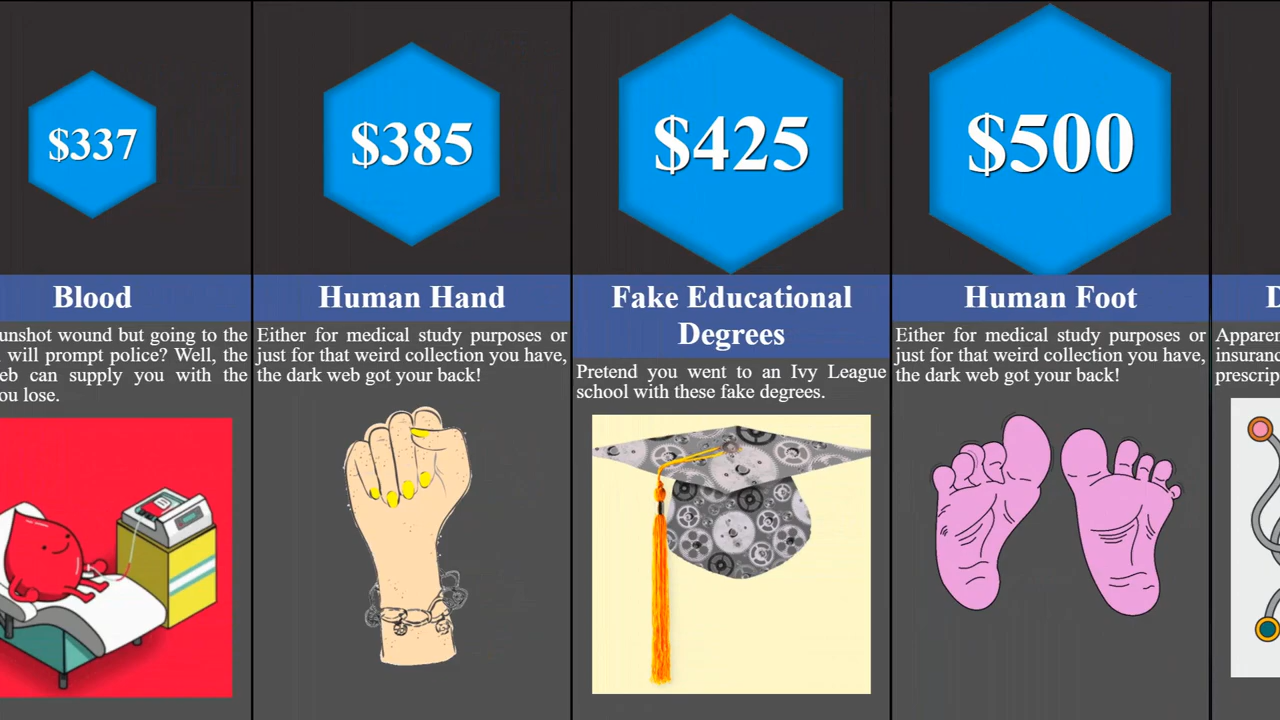 $337
Blood
unshot wound but going to the
will prompt police? Well, the
eb can supply you with the
ou lose.
$385
Human Hand
Either for medical study purposes or
just for that weird collection you have,
the dark web got your back!
$425
Fake Educational
Degrees
Pretend you went to an Ivy League
school with these fake degrees.
$500
Human Foot
Either for medical study purposes or
just for that weird collection you have,
the dark web got your back!
D
Apparen
insuranc
prescrip